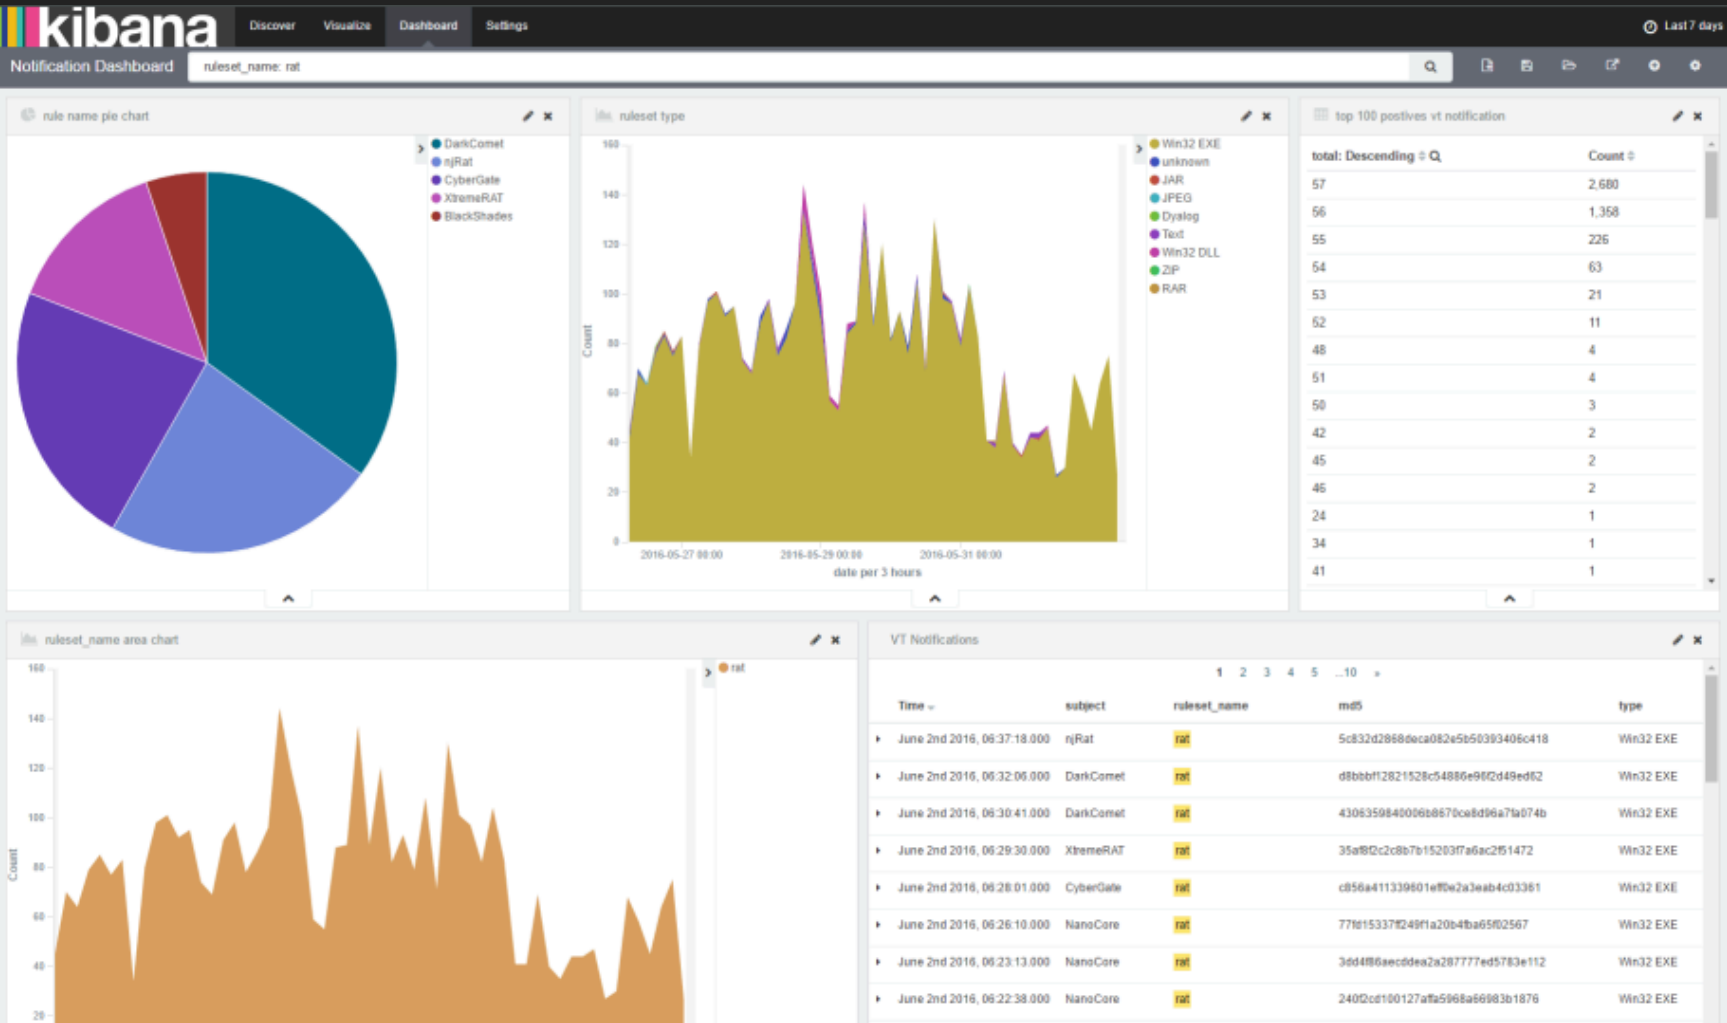 kibana
Discover Visualize Dashboard Settings
Last 7 days
Notification Dashboard
ruleset_name: rat
rule name pie chart
DarkComet
njRat
CyberGate
XtremeRAT
BlackShades
ruleset type
160
140
120
100
80
60
40
20
0
Count
2016-05-27 00:00 2016-05-29 00:00 2016-05-31 00:00
date per 3 hours
Win32 EXE
unknown
JAR
JPEG
Dyalog
Text
Win32 DLL
ZIP
RAR
top 100 postives vt notification
total: Descending Count
57 2,680
56 1,358
55 226
54 63
53 21
52 11
48 4
51 4
50 3
42 2
45 2
46 2
24 1
34 1
41 1
ruleset_name area chart
160
140
120
100
80
60
40
20
Count
rat
VT Notifications
1 2 3 4 5 ...10 »
Time subject ruleset_name md5 type
June 2nd 2016, 06:37:18.000 njRat rat 5c832d2868deca082e5b50393406c418 Win32 EXE
June 2nd 2016, 06:32:06.000 DarkComet rat Win32 EXE
June 2nd 2016, 06:30:41.000 DarkComet rat 4306359840006b8670ce8d96a7fa074b Win32 EXE
June 2nd 2016, 06:29:30.000 XtremeRAT rat Win32 EXE
June 2nd 2016, 06:28:01.000 CyberGate rat Win32 EXE
June 2nd 2016, 06:26:10.000 NanoCore rat Win32 EXE
June 2nd 2016, 06:23:13.000 NanoCore rat Win32 EXE
June 2nd 2016, 06:22:38.000 NanoCore rat Win32 EXE